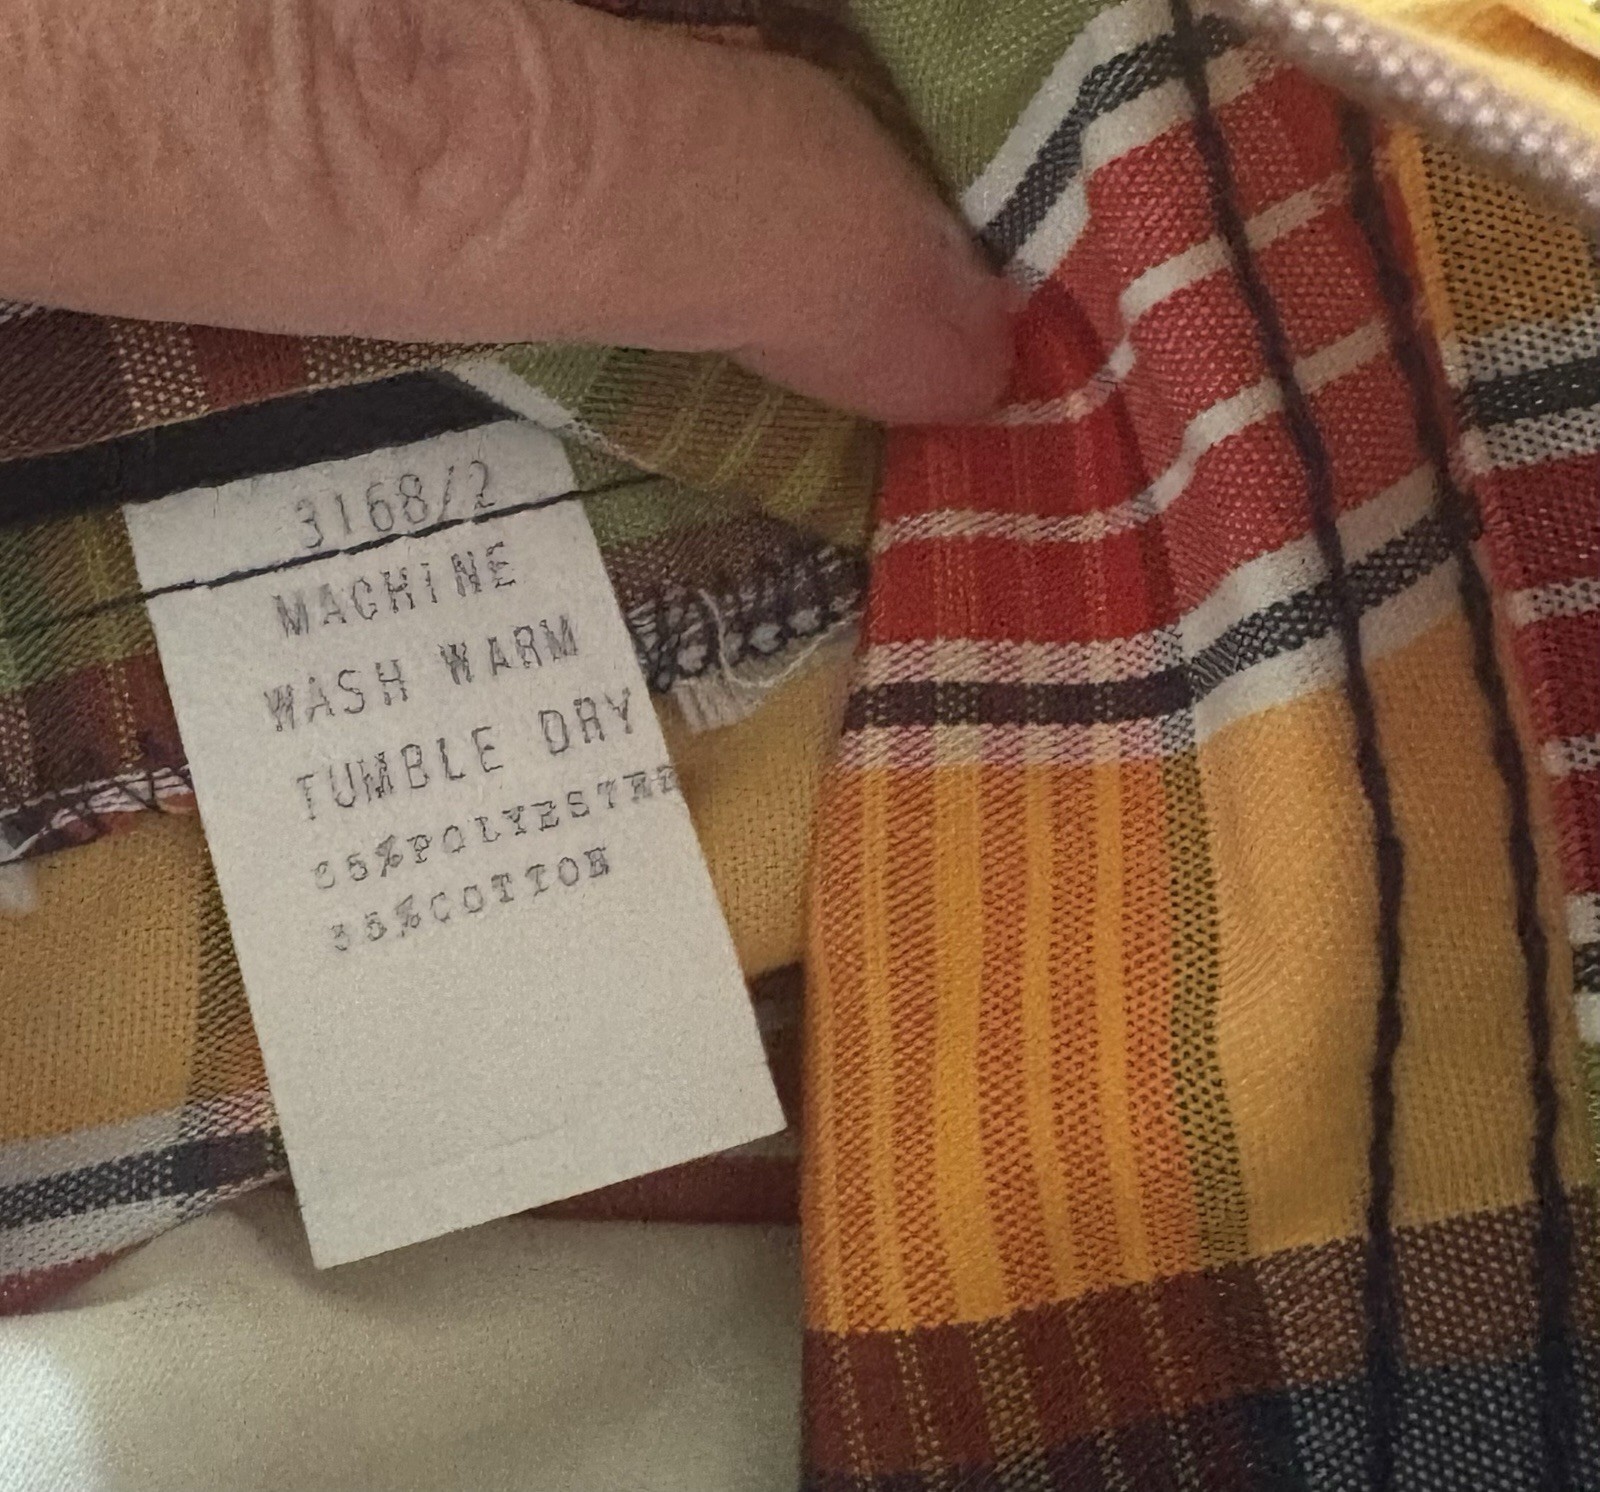 3168/2
MACHINE
WASH WARM
TUMBLE DRY
65%POLYESTER
35%COTTON